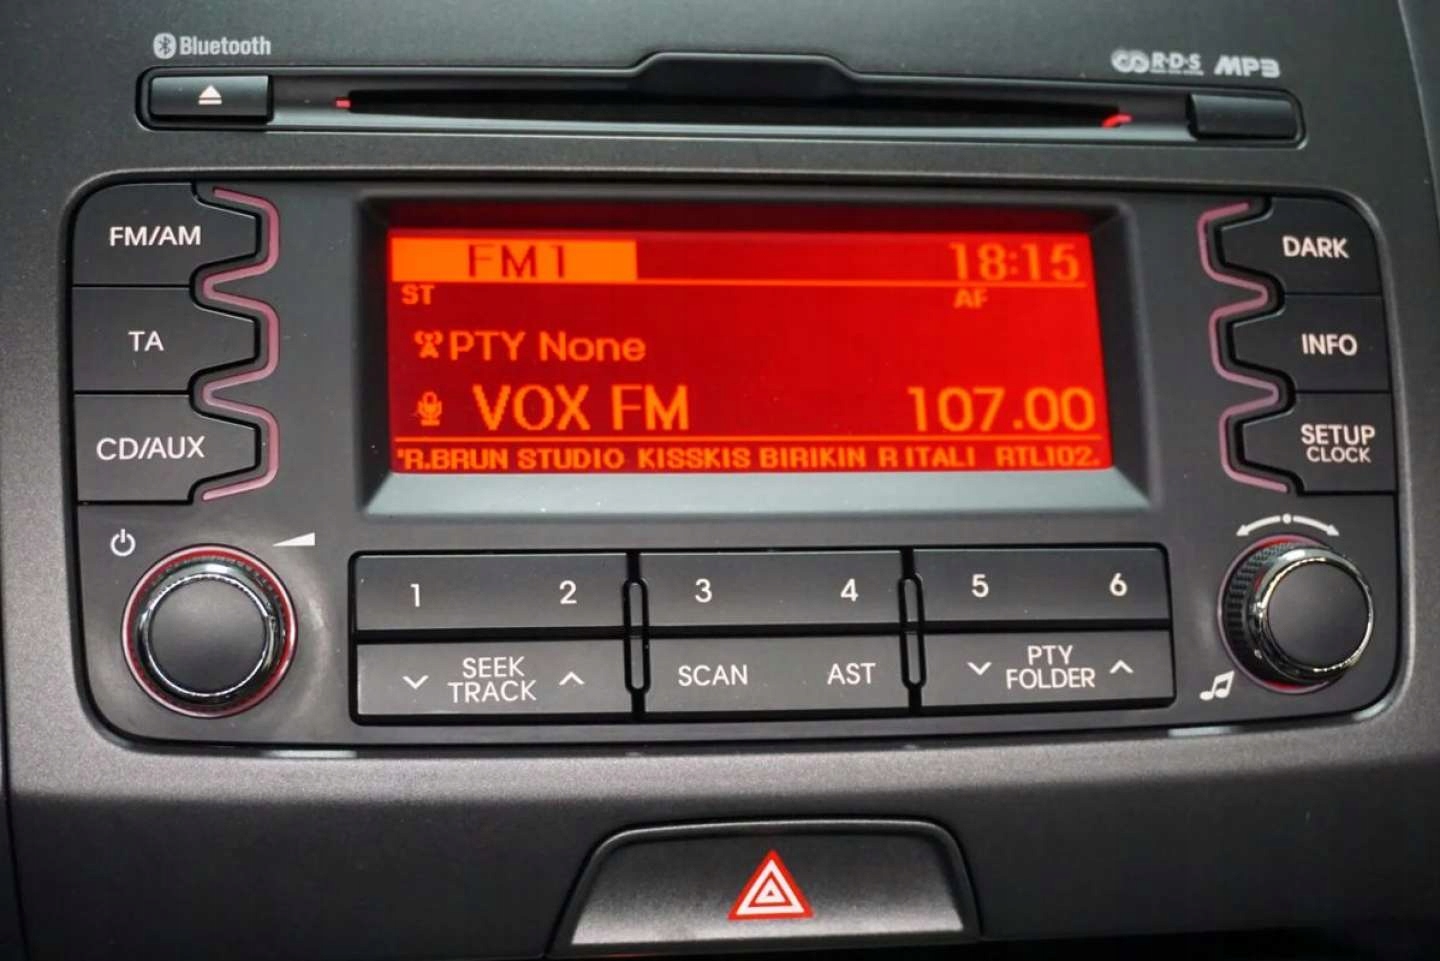 Bluetooth
R·D·S MP3
FM/AM
TA
CD/AUX
FM1 18:15
ST AF
PTY None
VOX FM 107.00
"R.BRUN STUDIO KISSKIS BIRIKIN R ITALI RTL102.
DARK
INFO
SETUP
CLOCK
1 2 3 4 5 6
SEEK
TRACK
SCAN AST
PTY
FOLDER